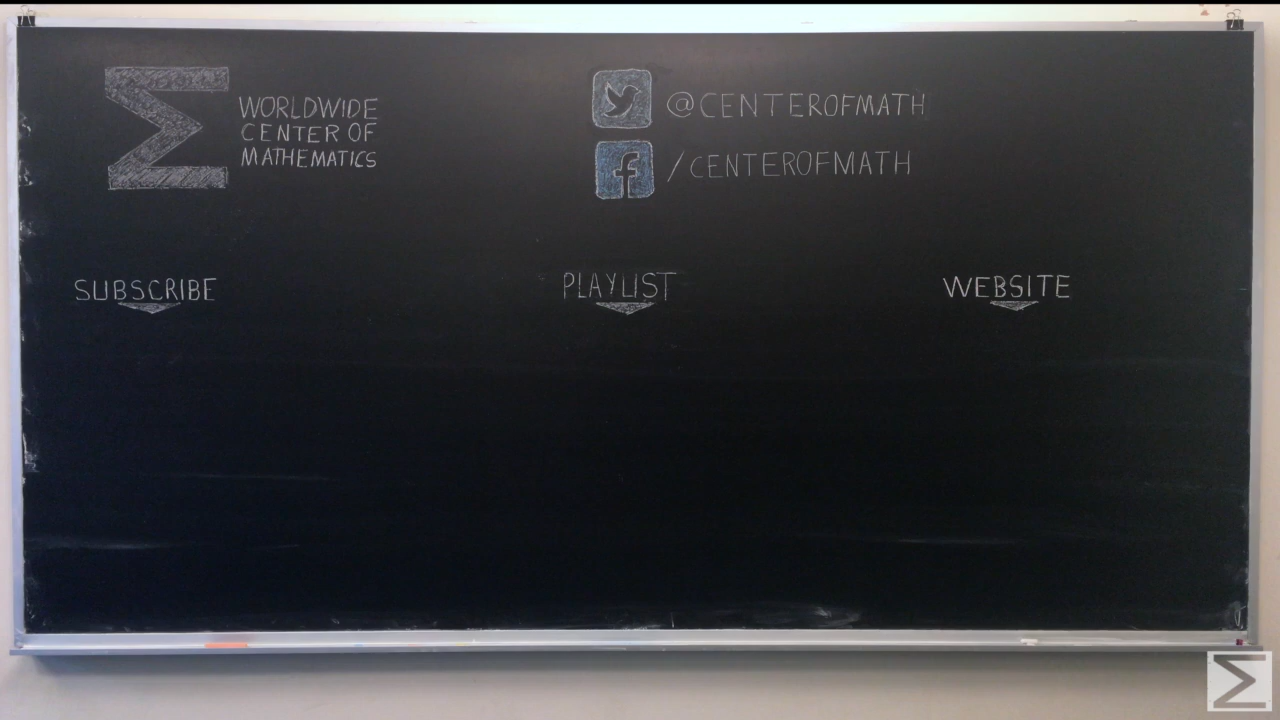 WORLDWIDE
CENTER OF
MATHEMATICS
@CENTEROFMATH
/CENTEROFMATH
SUBSCRIBE
PLAYLIST
WEBSITE